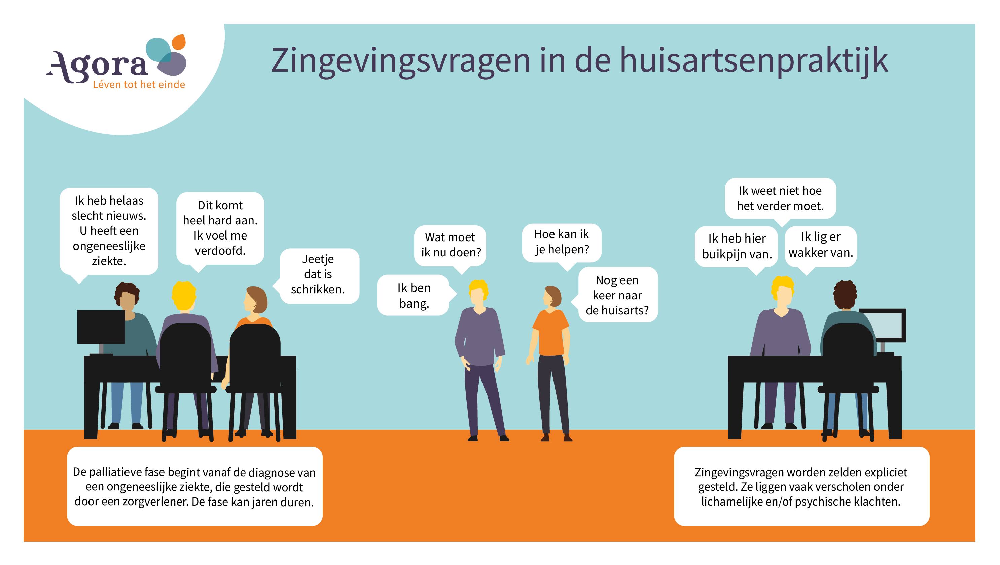 Agora
Léven tot het einde
Zingevingsvragen in de huisartsenpraktijk
Ik heb helaas
slecht nieuws.
U heeft een
ongeneeslijke
ziekte.
Dit komt
heel hard aan.
Ik voel me
verdoofd.
Jeetje
dat is
schrikken.
Ik ben
bang.
Wat moet
ik nu doen?
Hoe kan ik
je helpen?
Nog een
keer naar
de huisarts?
Ik weet niet hoe
het verder moet.
Ik heb hier
buikpijn van.
Ik lig er
wakker van.
De palliatieve fase begint vanaf de diagnose van
een ongeneeslijke ziekte, die gesteld wordt
door een zorgverlener. De fase kan jaren duren.
Zingevingsvragen worden zelden expliciet
gesteld. Ze liggen vaak verscholen onder
lichamelijke en/of psychische klachten.